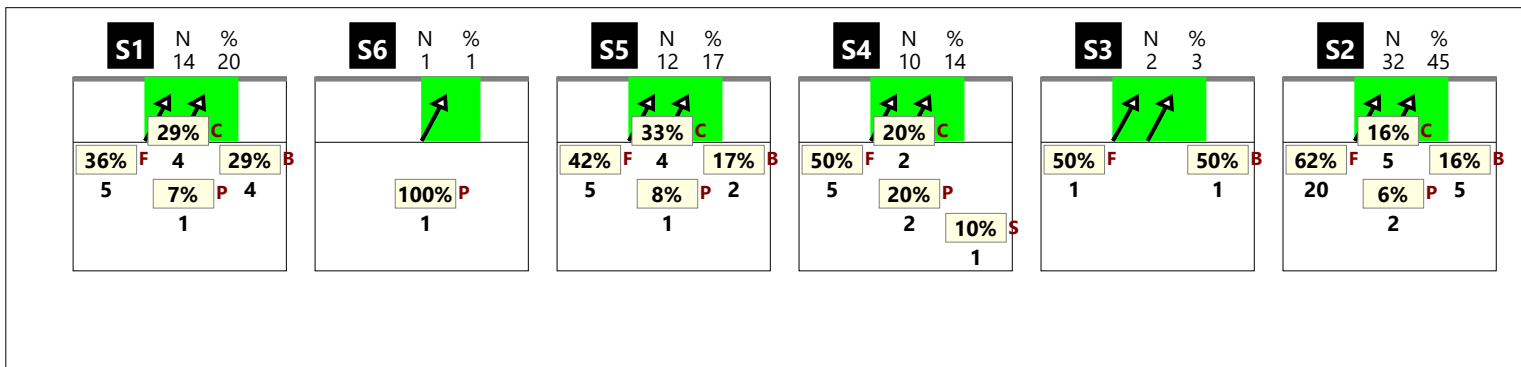 S1 N % 14 20
29% C
4
36% F
5
29% B
4
7% P
1
S6 N % 1 1
100% P
1
S5 N % 12 17
33% C
4
42% F
5
17% B
2
8% P
1
S4 N % 10 14
20% C
2
50% F
5
20% P
2
10% S
1
S3 N % 2 3
50% F
1
50% B
1
S2 N % 32 45
16% C
5
62% F
20
16% B
5
6% P
2